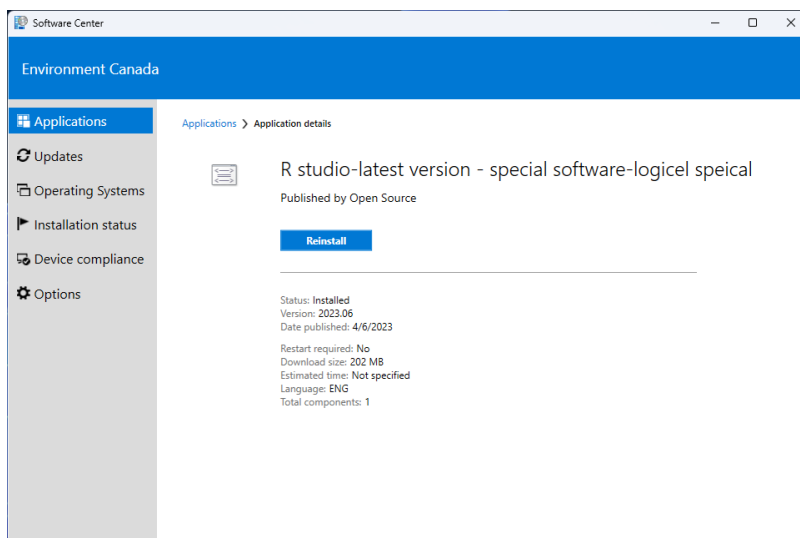 Software Center
Environment Canada
Applications
Updates
Operating Systems
Installation status
Device compliance
Options
Applications > Application details
R studio-latest version - special software-logicel speical
Published by Open Source
Reinstall
Status: Installed
Version: 2023.06
Date published: 4/6/2023
Restart required: No
Download size: 202 MB
Estimated time: Not specified
Language: ENG
Total components: 1